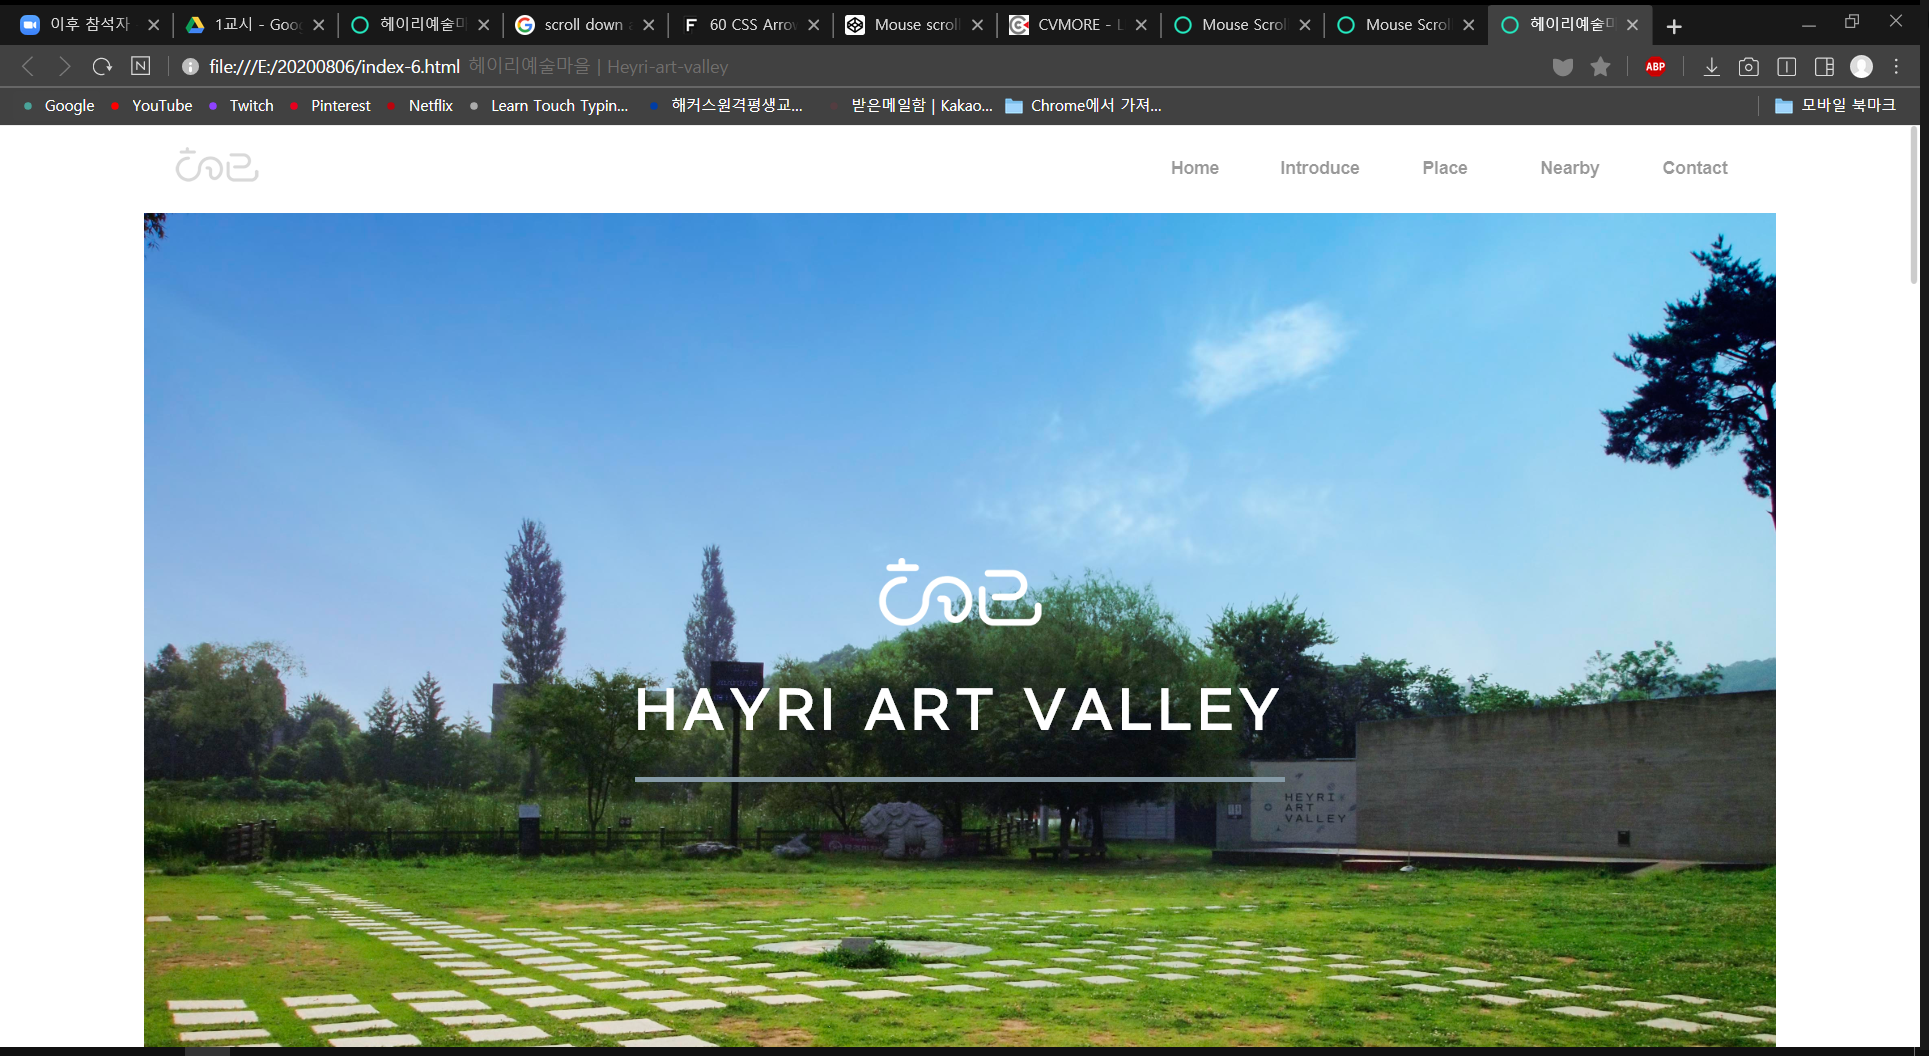 이후 참석자
1교시 - Goo
헤이리예술마
scroll down
60 CSS Arrow
Mouse scroll
CVMORE - L
Mouse Scrol
Mouse Scrol
헤이리예술마
file:///E:/20200806/index-6.html 헤이리예술마을 | Heyri-art-valley
ABP
Google YouTube Twitch Pinterest Netflix Learn Touch Typin... 해커스원격평생교... 받은메일함 | Kakao... Chrome에서 가져... 모바일 북마크
Home Introduce Place Nearby Contact
HAYRI ART VALLEY
HEYRI
ART
VALLEY